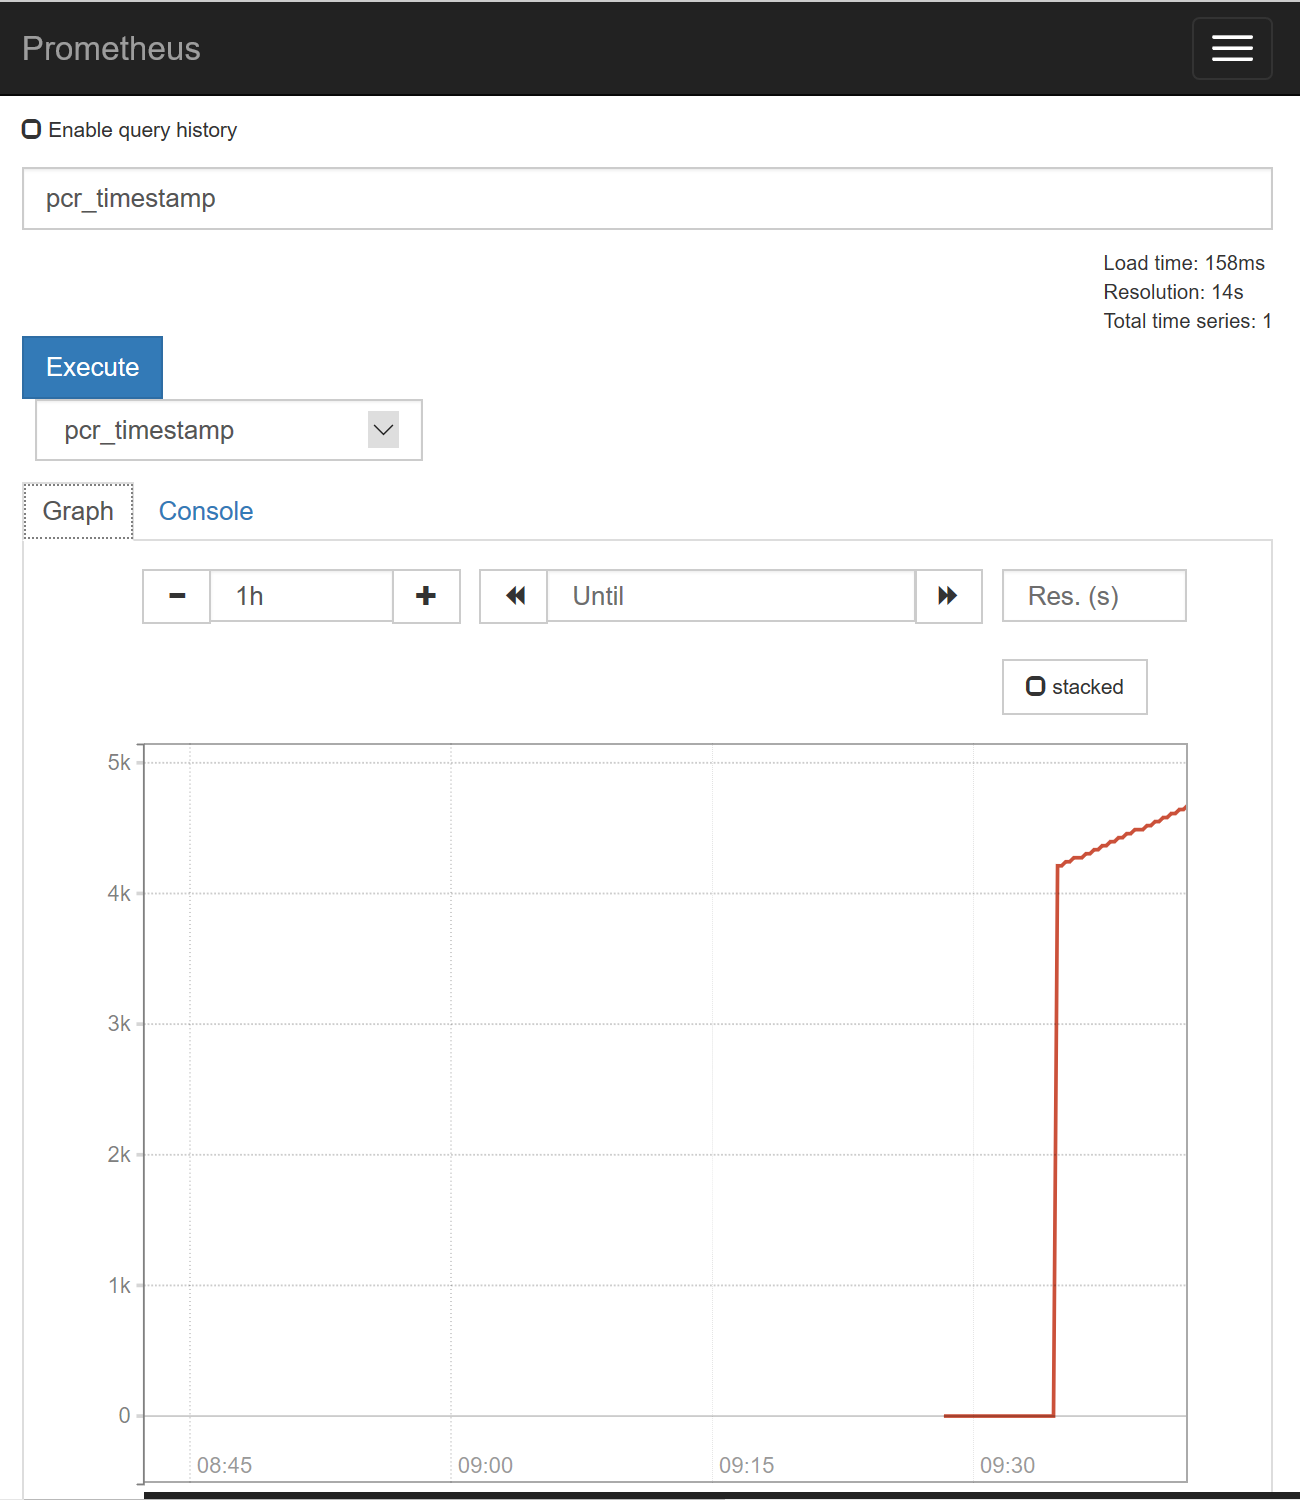 Prometheus
Enable query history
pcr_timestamp
Load time: 158ms
Resolution: 14s
Total time series: 1
Execute
pcr_timestamp
Graph Console
1h Until Res. (s)
stacked
5k
4k
3k
2k
1k
0
08:45 09:00 09:15 09:30